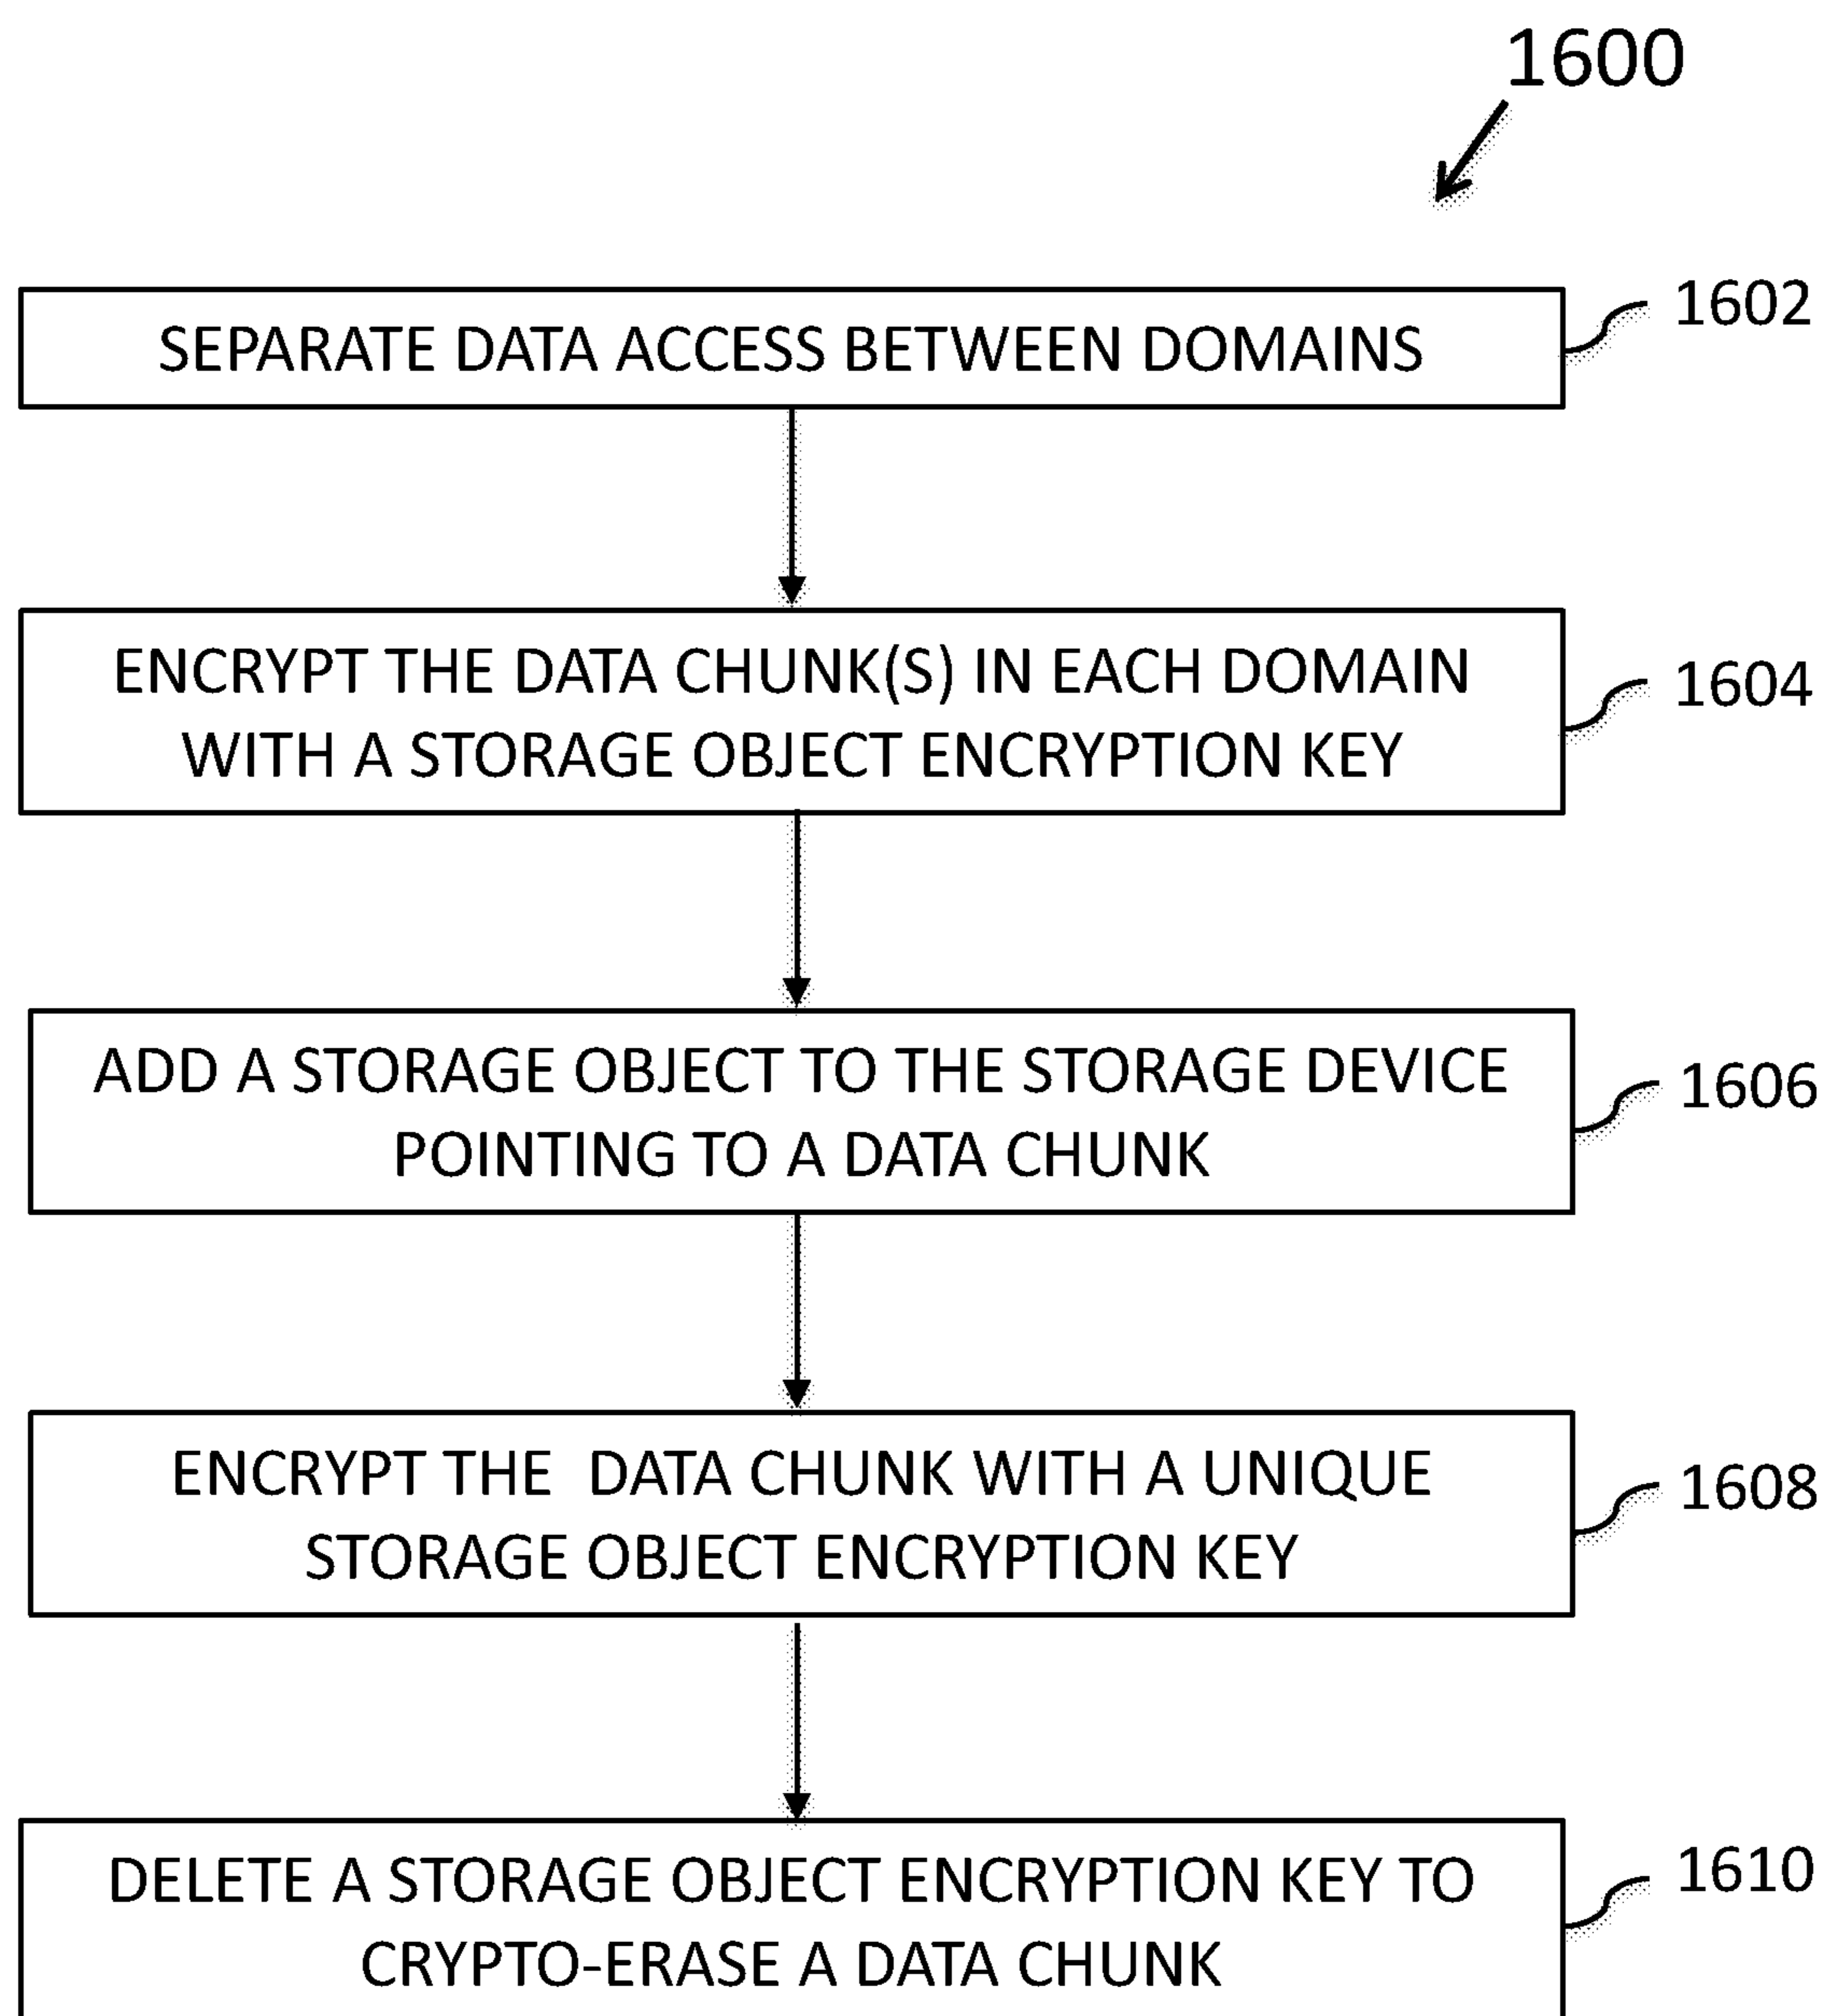 1600
SEPARATE DATA ACCESS BETWEEN DOMAINS
1602
ENCRYPT THE DATA CHUNK(S) IN EACH DOMAIN
WITH A STORAGE OBJECT ENCRYPTION KEY
1604
ADD A STORAGE OBJECT TO THE STORAGE DEVICE
POINTING TO A DATA CHUNK
1606
ENCRYPT THE DATA CHUNK WITH A UNIQUE
STORAGE OBJECT ENCRYPTION KEY
1608
DELETE A STORAGE OBJECT ENCRYPTION KEY TO
CRYPTO-ERASE A DATA CHUNK
1610